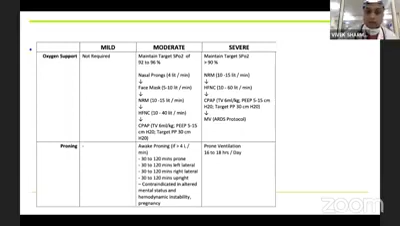 VIVEK SHARMA
MILD MODERATE SEVERE
Oxygen Support
Not Required
Maintain Target SPo2 of
92 to 96 %
Nasal Prongs (4 lit / min)
↓
Face Mask (5-10 lit / min)
↓
NRM (10 -15 lit / min)
↓
HFNC (10 - 40 lit / min)
↓
CPAP (TV 6ml/kg; PEEP 5-15
cm H20; Target PP 30 cm
H20)
Maintain Target SPo2
> 90 %
NRM (10 -15 lit / min)
↓
HFNC (10 - 60 lit / min)
↓
CPAP (TV 6ml/kg; PEEP 5-15 cm
H20; Target PP 30 cm H20)
↓
MV (ARDS Protocol)
Proning
-
Awake Proning (if > 4 L /
min)
- 30 to 120 mins prone
- 30 to 120 mins left lateral
- 30 to 120 mins right lateral
- 30 to 120 mins upright
– Contraindicated in altered
mental status and
hemodynamic instability,
pregnancy
Prone Ventilation
16 to 18 hrs / Day
zoom